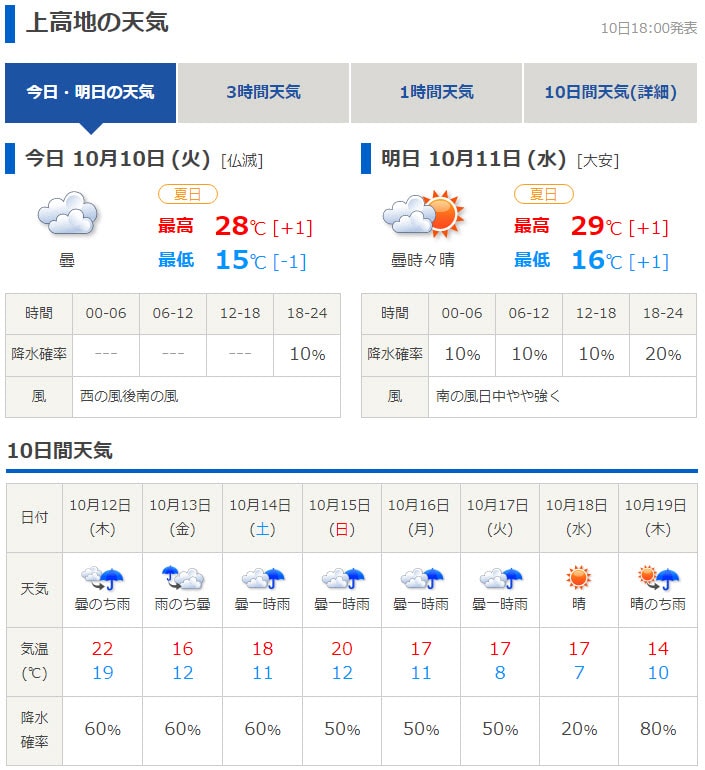 上高地の天気
10日18:00発表
今日・明日の天気 3時間天気 1時間天気 10日間天気(詳細)
今日 10月10日(火) [仏滅]
夏日
最高 28℃ [+1]
曇
最低 15℃ [-1]
時間 00-06 06-12 12-18 18-24
降水確率 --- --- --- 10%
風 西の風後南の風
明日 10月11日(水) [大安]
夏日
最高 29℃ [+1]
曇時々晴
最低 16℃ [+1]
時間 00-06 06-12 12-18 18-24
降水確率 10% 10% 10% 20%
風 南の風日中やや強く
10日間天気
日付 10月12日 10月13日 10月14日 10月15日 10月16日 10月17日 10月18日 10月19日
(木) (金) (土) (日) (月) (火) (水) (木)
天気 曇のち雨 雨のち曇 曇一時雨 曇一時雨 曇一時雨 曇一時雨 晴 晴のち雨
気温 22 16 18 20 17 17 17 14
(℃) 19 12 11 12 11 8 7 10
降水 60% 60% 60% 50% 50% 50% 20% 80%
確率